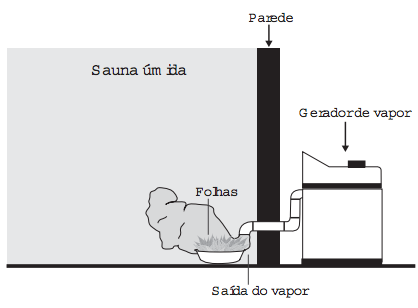 Parede
Sauna úmida
Gerador de vapor
Folhas
Saída do vapor